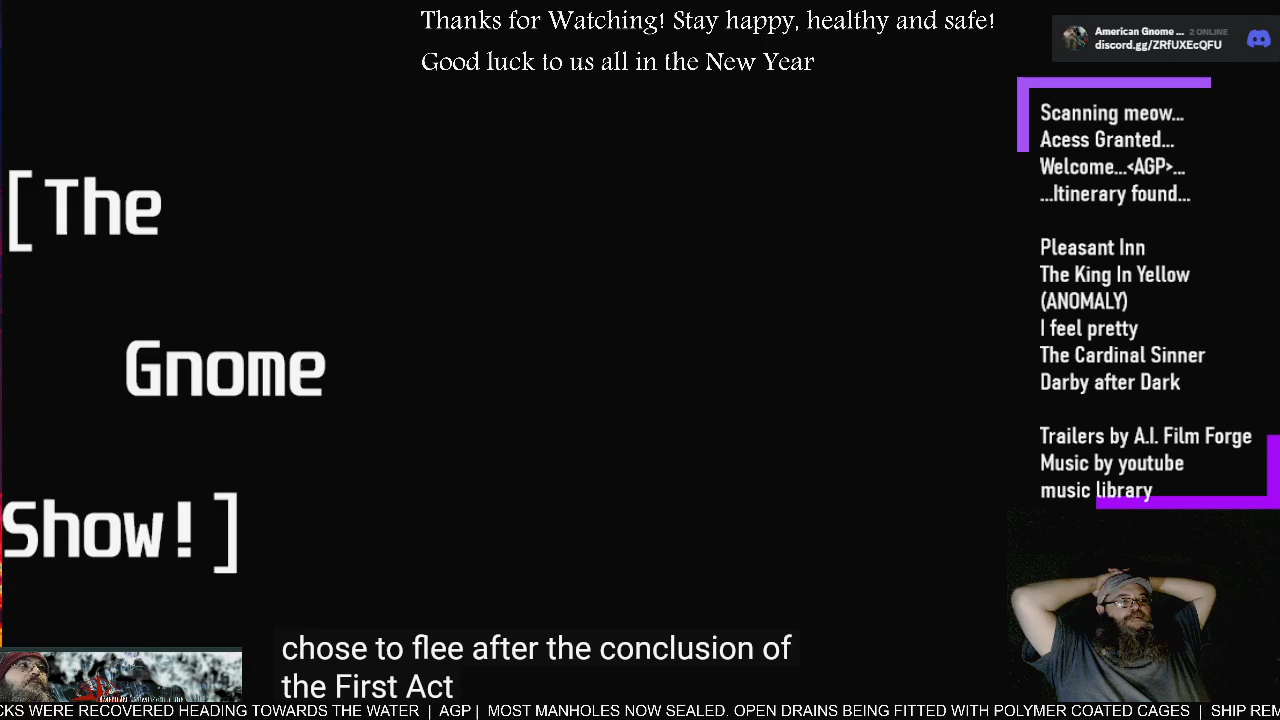 Thanks for Watching! Stay happy, healthy and safe!
Good luck to us all in the New Year
American Gnome ... 2 ONLINE
discord.gg/ZRfUXEcQFU
Scanning meow...
Acess Granted...
Welcome...<AGP>...
...Itinerary found...
Pleasant Inn
The King In Yellow
(ANOMALY)
I feel pretty
The Cardinal Sinner
Darby after Dark
Trailers by A.I. Film Forge
Music by youtube
music library
[The
Gnome
Show!]
chose to flee after the conclusion of
the First Act
CKS WERE RECOVERED HEADING TOWARDS THE WATER | AGP | MOST MANHOLES NOW SEALED. OPEN DRAINS BEING FITTED WITH POLYMER COATED CAGES | SHIP REM